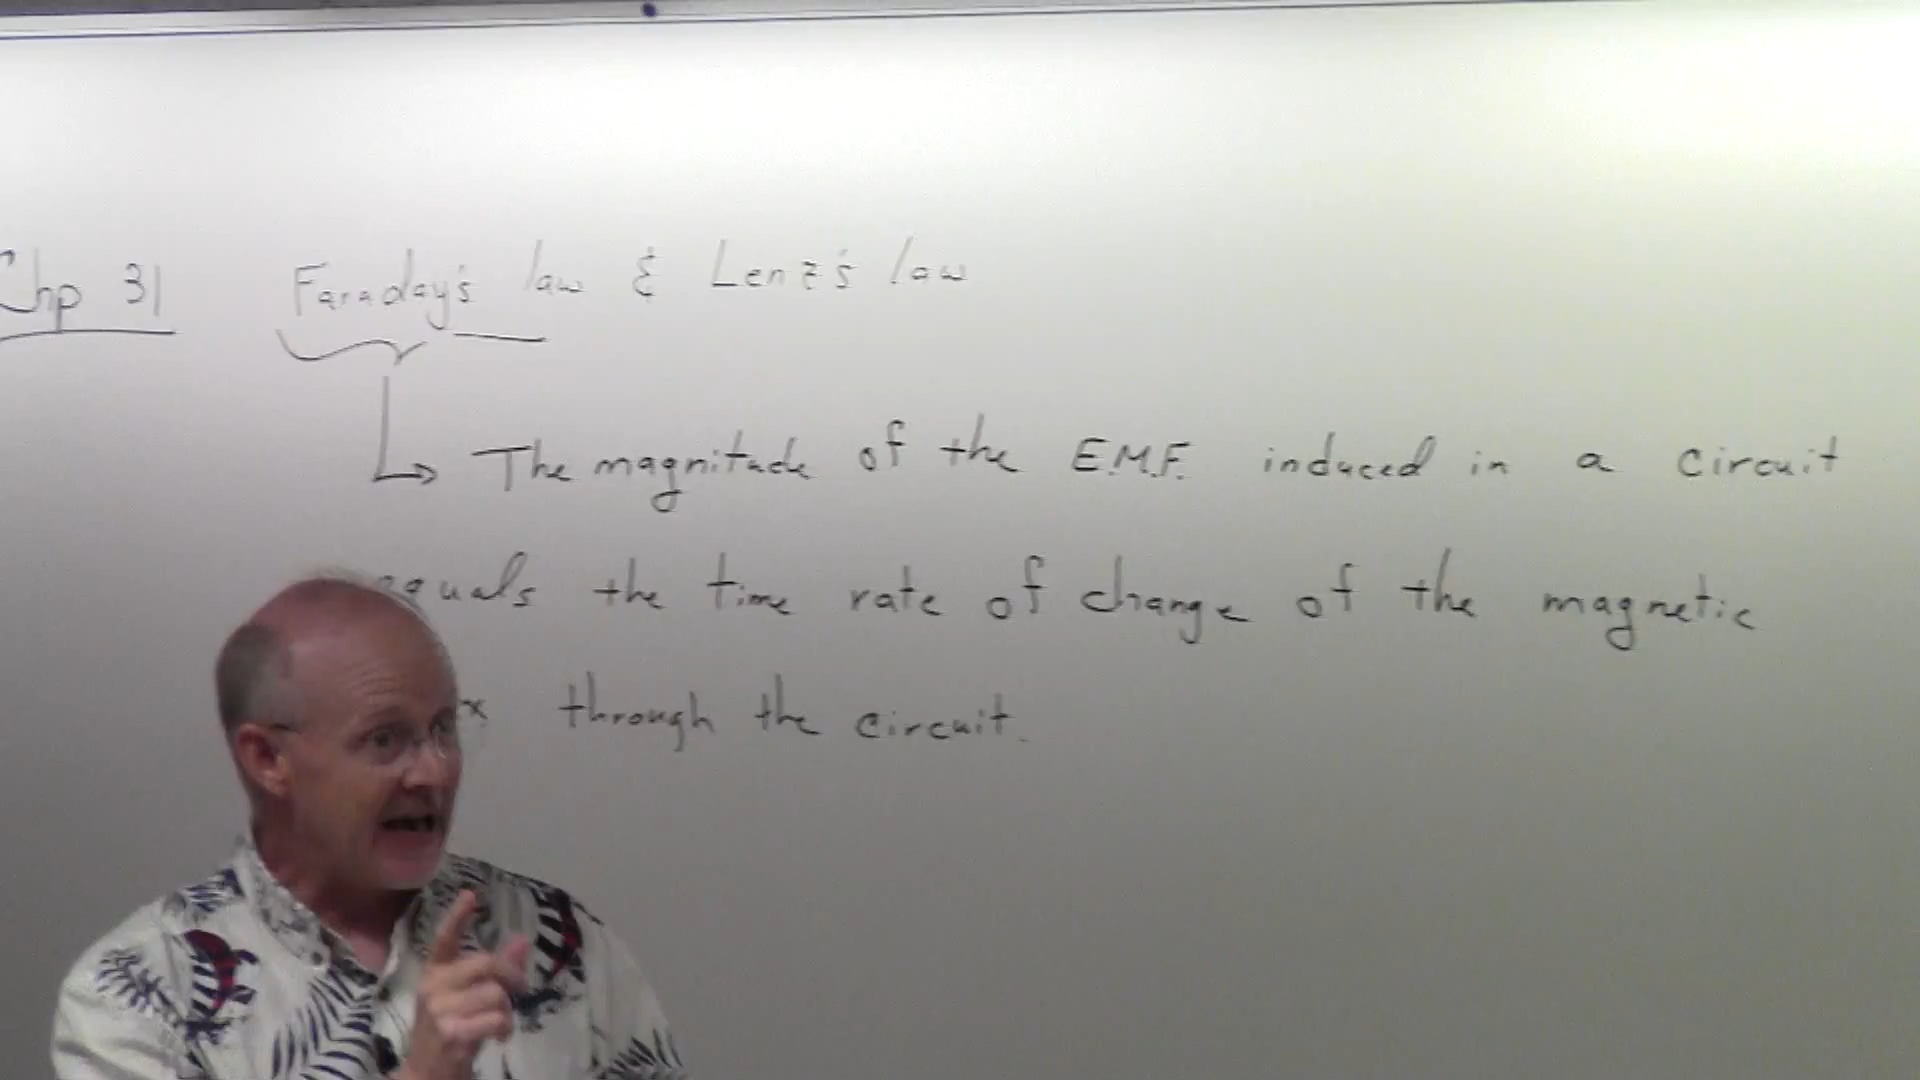 Chp 31 Faraday's law & Lenz's law
The magnitude of the E.M.F. induced in a circuit
equals the time rate of change of the magnetic
through the circuit.